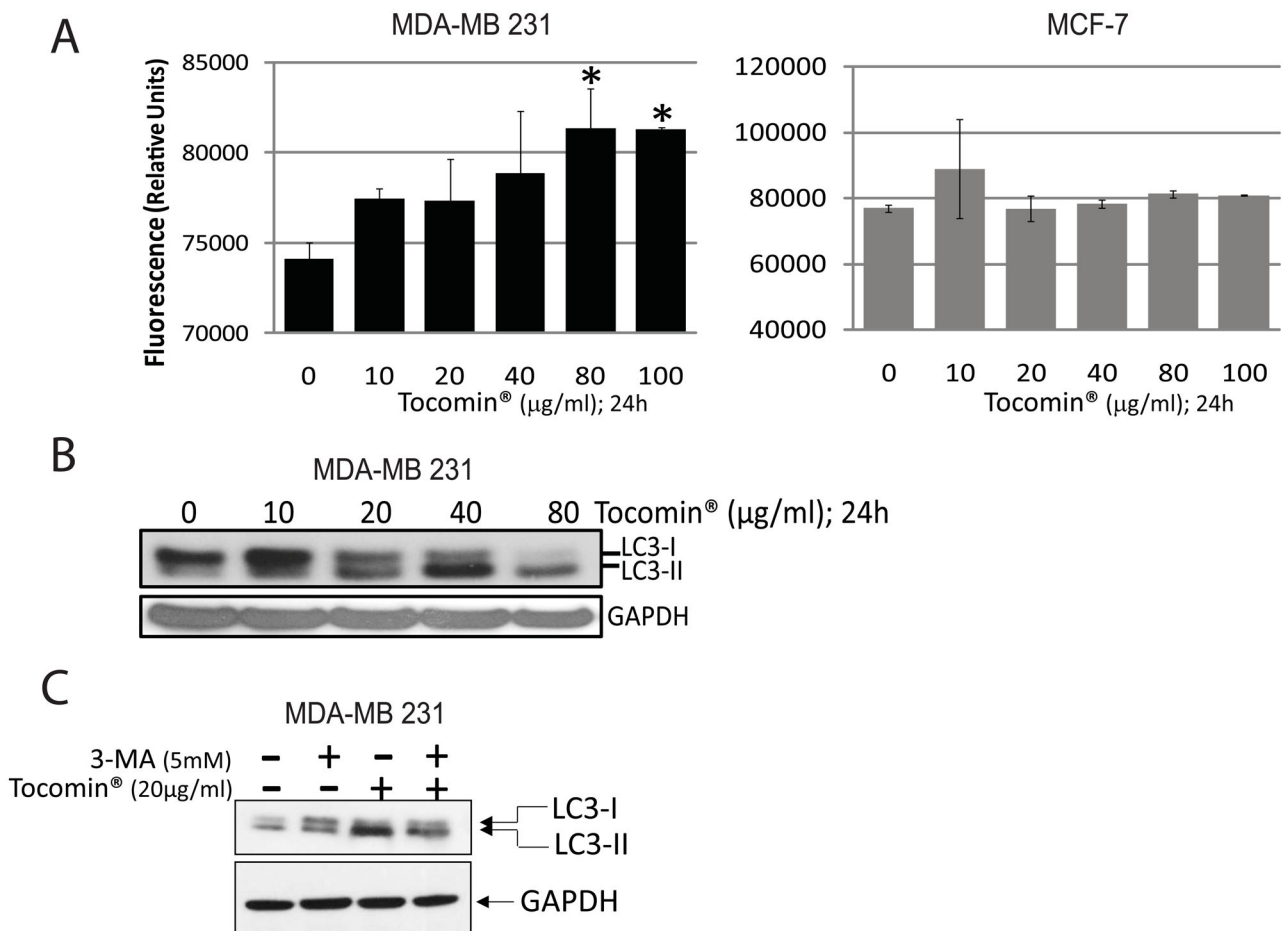 A
MDA-MB 231
MCF-7
Fluorescence (Relative Units)
85000
80000
75000
70000
*
*
0 10 20 40 80 100
Tocomin® (µg/ml); 24h
120000
100000
80000
60000
40000
0 10 20 40 80 100
Tocomin® (µg/ml); 24h
B
MDA-MB 231
0 10 20 40 80 Tocomin® (µg/ml); 24h
LC3-I
LC3-II
GAPDH
C
MDA-MB 231
3-MA (5mM) – + – +
Tocomin® (20µg/ml) – – + +
LC3-I
LC3-II
GAPDH